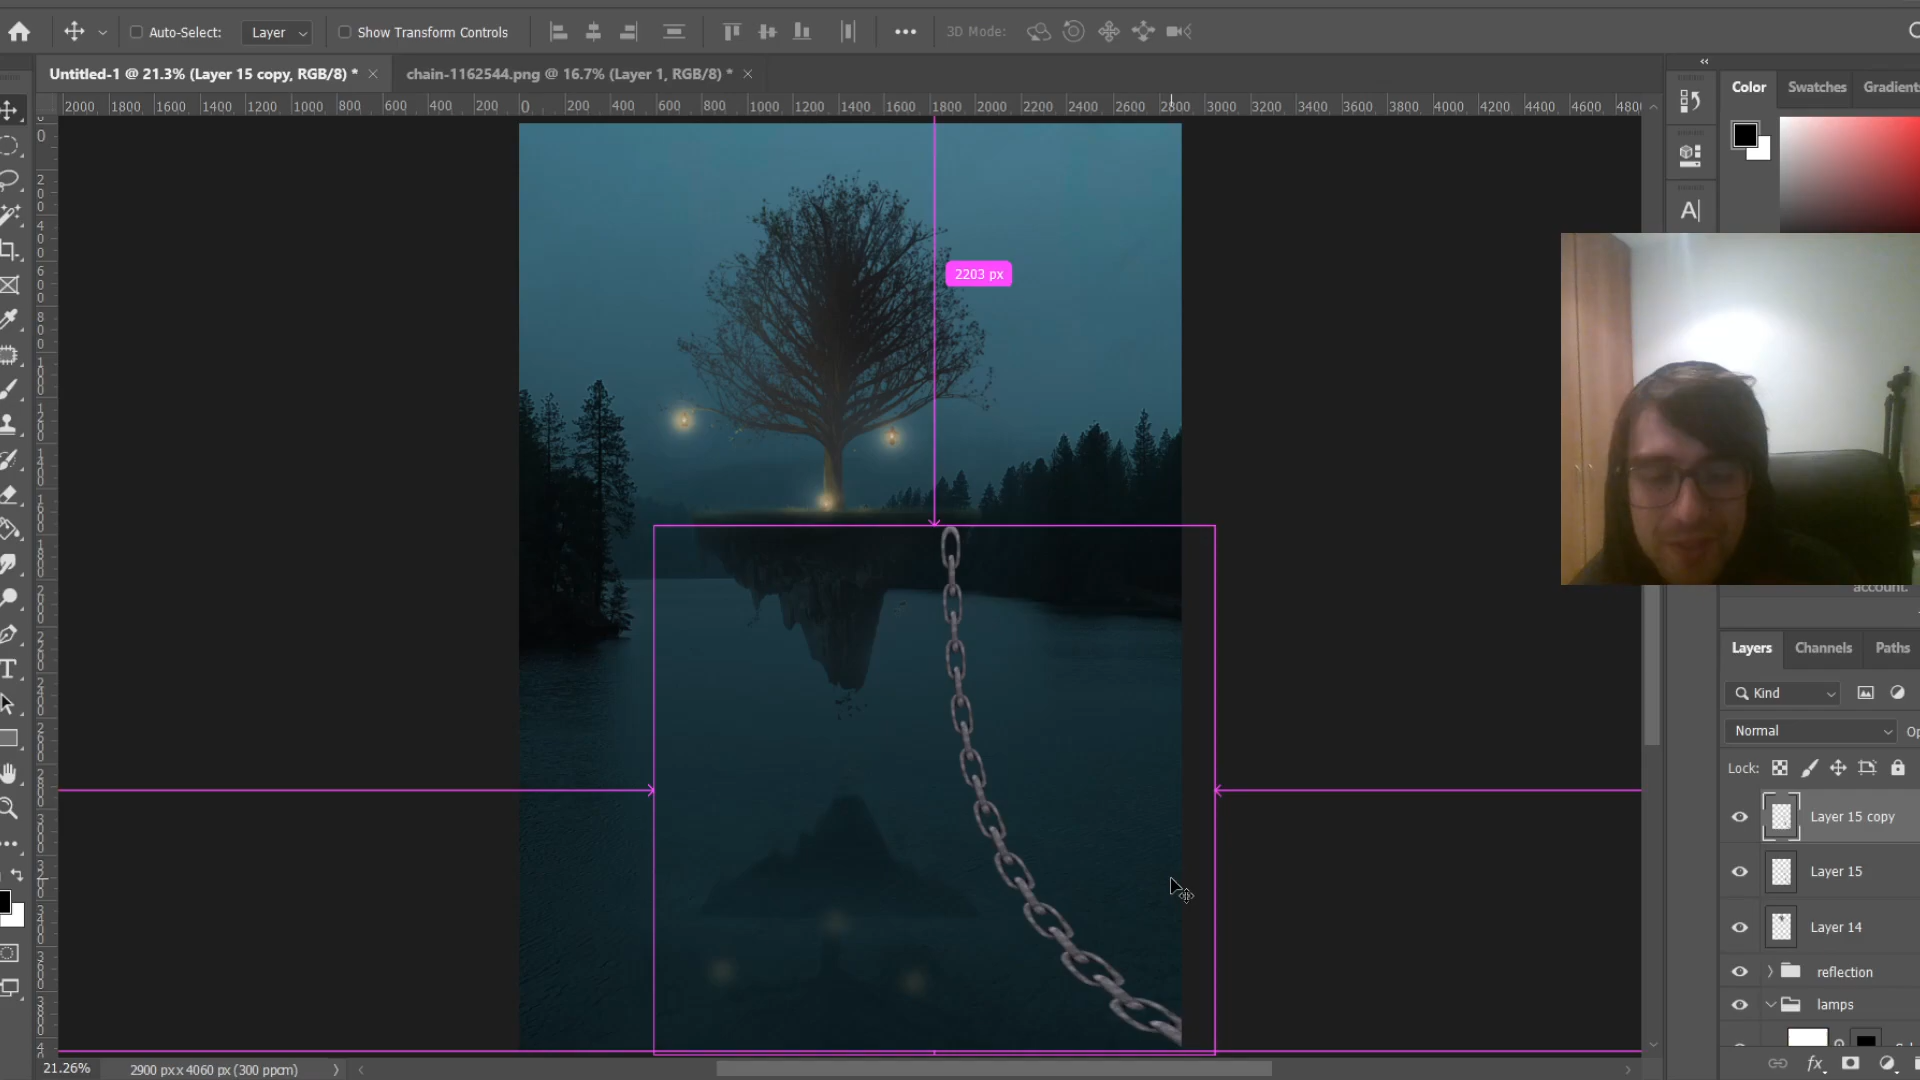 Auto-Select: Layer Show Transform Controls ••• 3D Mode:
Untitled-1 @ 21.3% (Layer 15 copy, RGB/8) * × chain-1162544.png @ 16.7% (Layer 1, RGB/8) * ×
2000 1800 1600 1400 1200 1000 800 600 400 200 0 200 400 600 800 1000 1200 1400 1600 1800 2000 2200 2400 2600 2800 3000 3200 3400 3600 3800 4000 4200 4400 4600 480
Color Swatches Gradient
2203 px
account.
Layers Channels Paths
Kind
Normal Op
Lock:
Layer 15 copy
Layer 15
Layer 14
reflection
lamps
fx
21.26% 2900 px x 4060 px (300 ppcm)